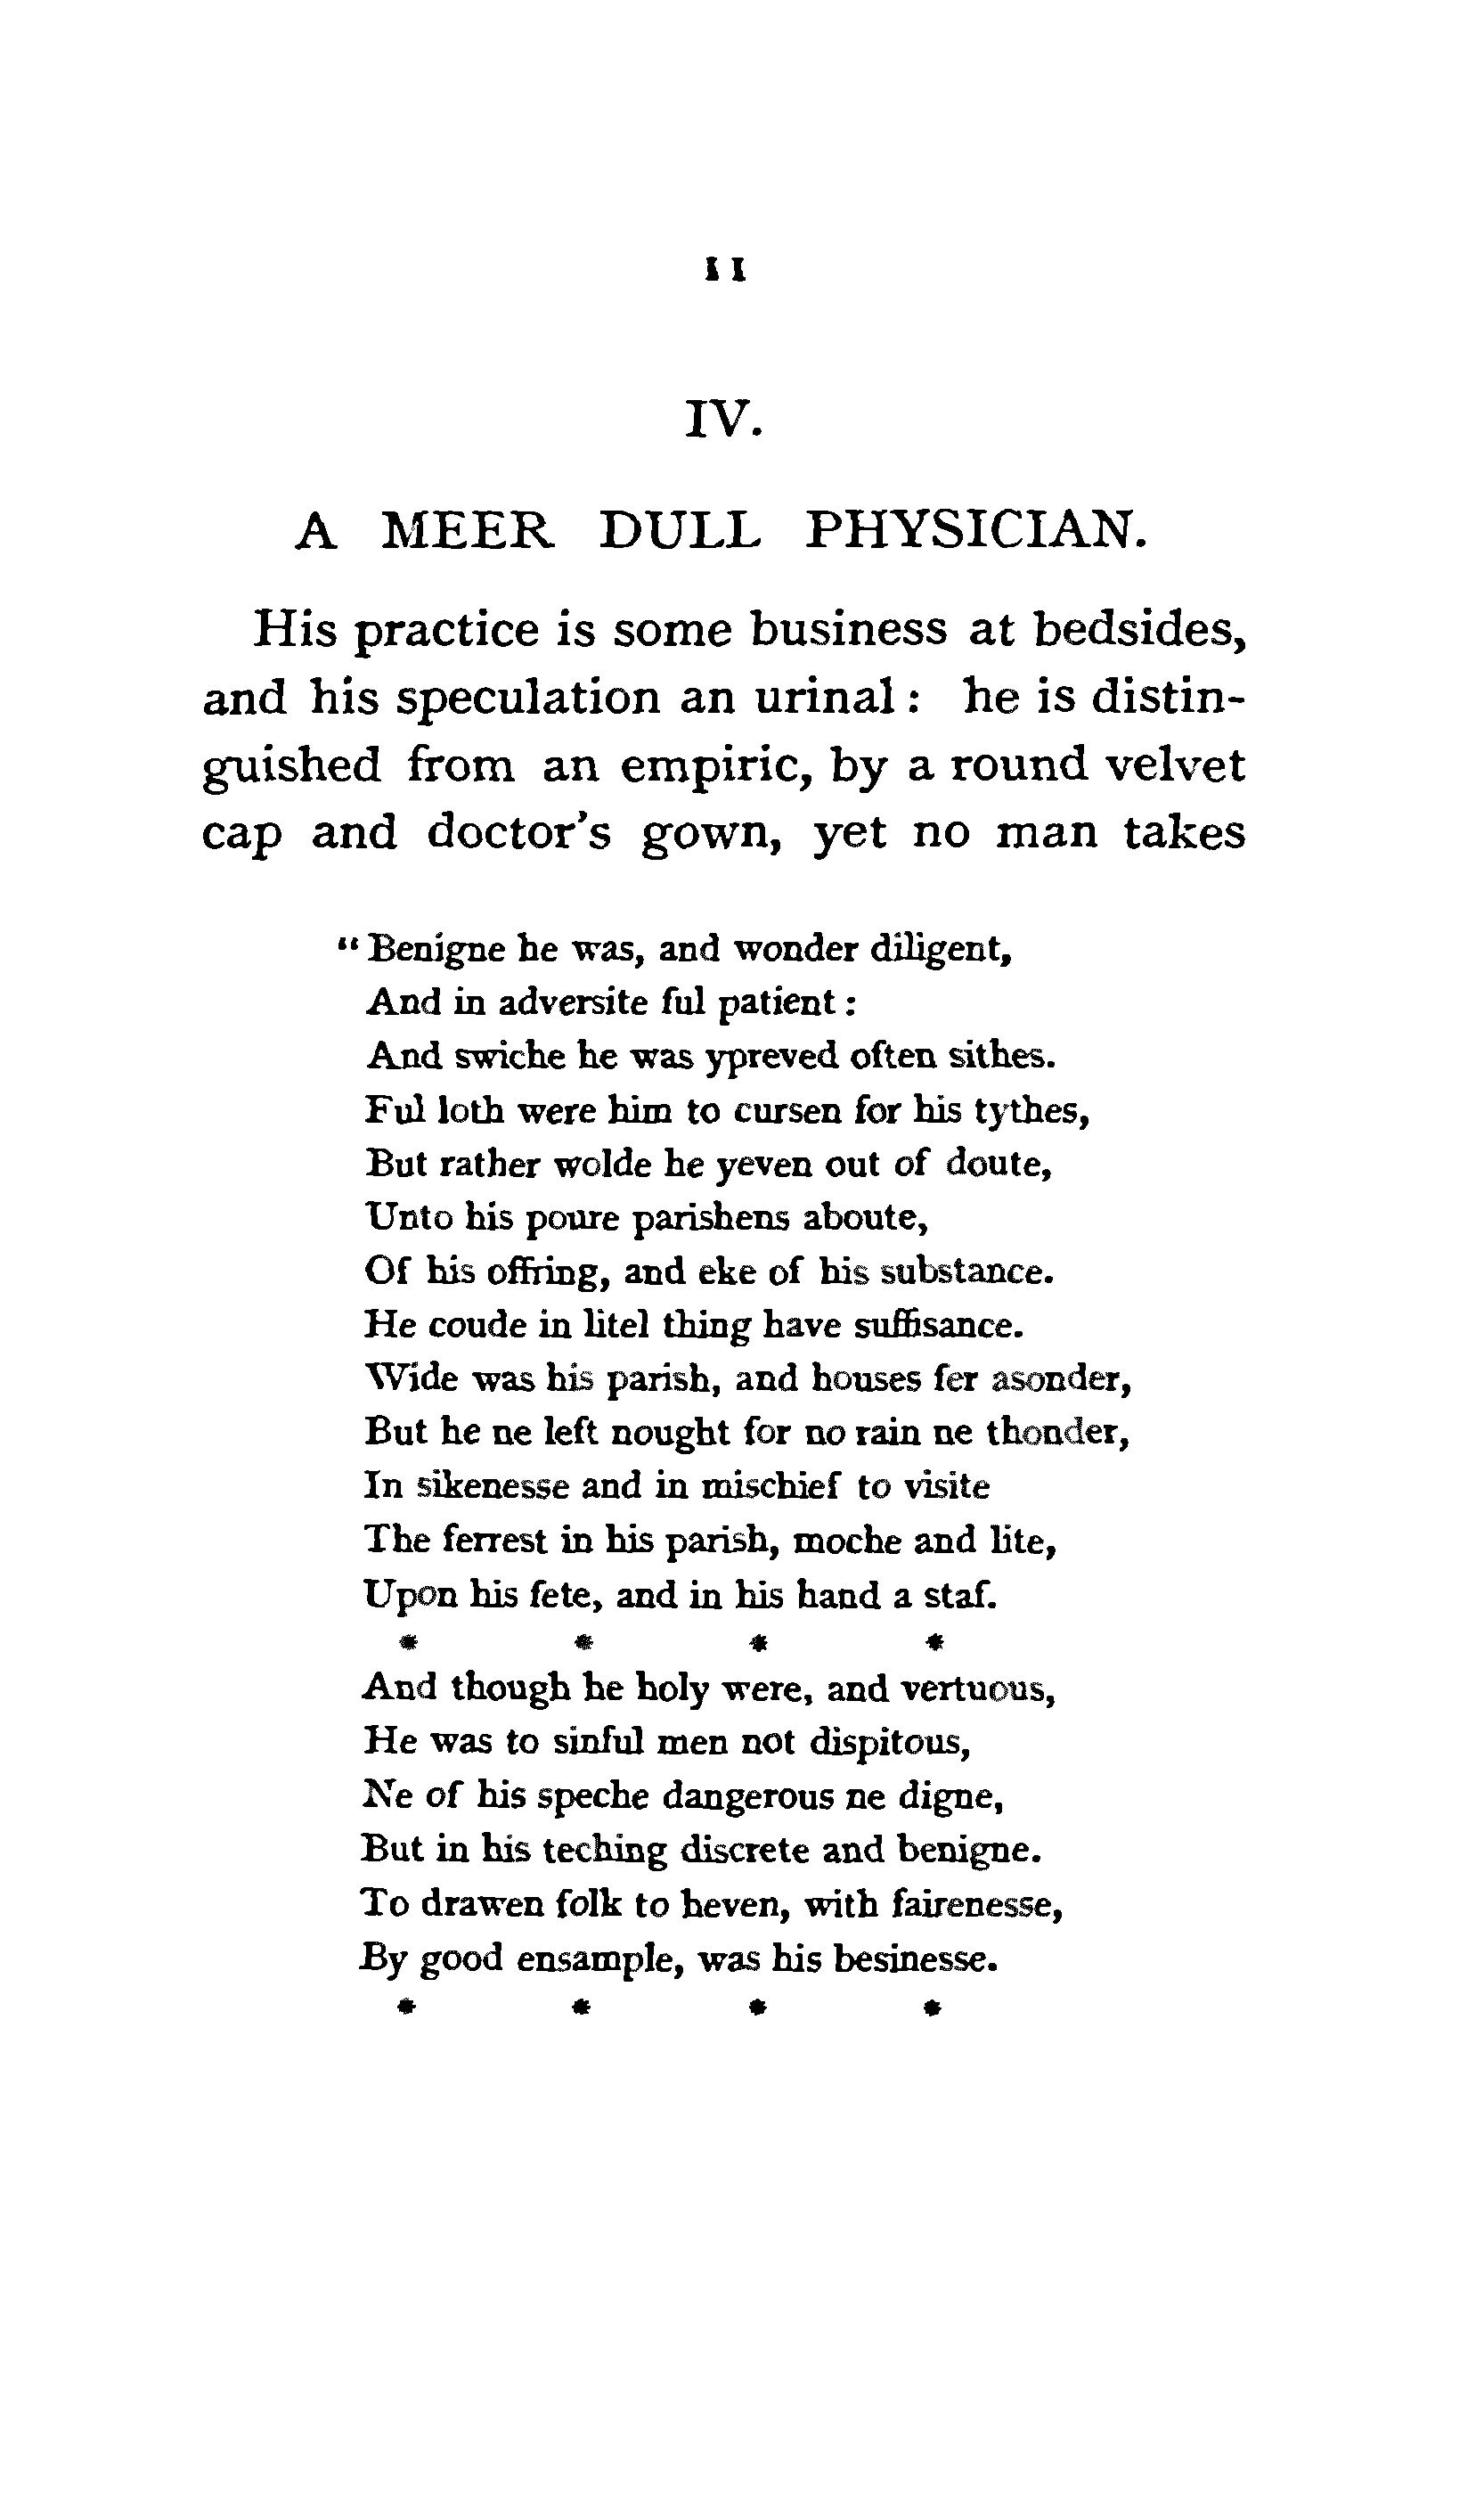 11
IV.
A MEER DULL PHYSICIAN.
His practice is some business at bedsides,
and his speculation an urinal : he is distin-
guished from an empiric, by a round velvet
cap and doctor's gown, yet no man takes
“ Benigne he was, and wonder diligent,
And in adversite ful patient :
And swiche he was ypreved often sithes.
Ful loth were him to cursen for his tythes,
But rather wolde he yeven out of doute,
Unto his poure parishens aboute,
Of his offring, and eke of his substance.
He coude in litel thing have suffisance.
Wide was his parish, and houses fer asonder,
But he ne left nought for no rain ne thonder,
In sikenesse and in mischief to visite
The ferrest in his parish, moche and lite,
Upon his fete, and in his hand a staf.
* * * *
And though he holy were, and vertuous,
He was to sinful men not dispitous,
Ne of his speche dangerous ne digne,
But in his teching discrete and benigne.
To drawen folk to heven, with fairenesse,
By good ensample, was his besinesse.
* * * *